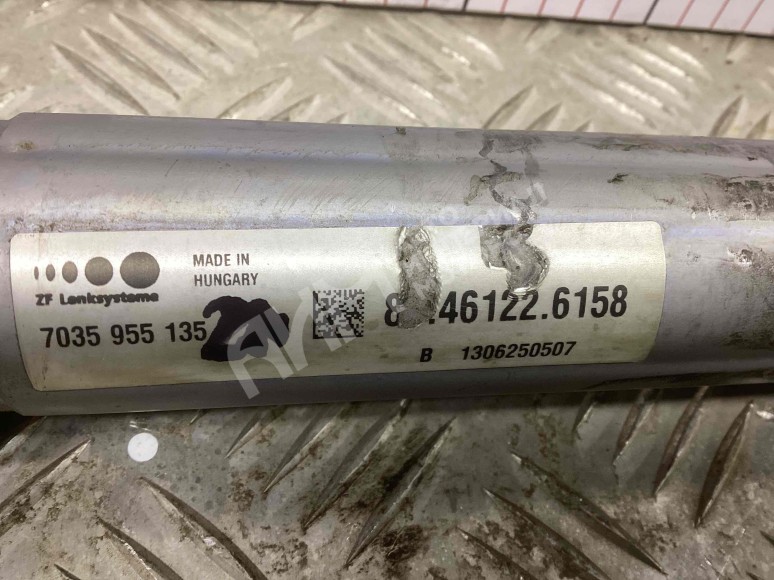 MADE IN
HUNGARY
ZF Lenksysteme
7035 955 135
.46122.6158
B 1306250507